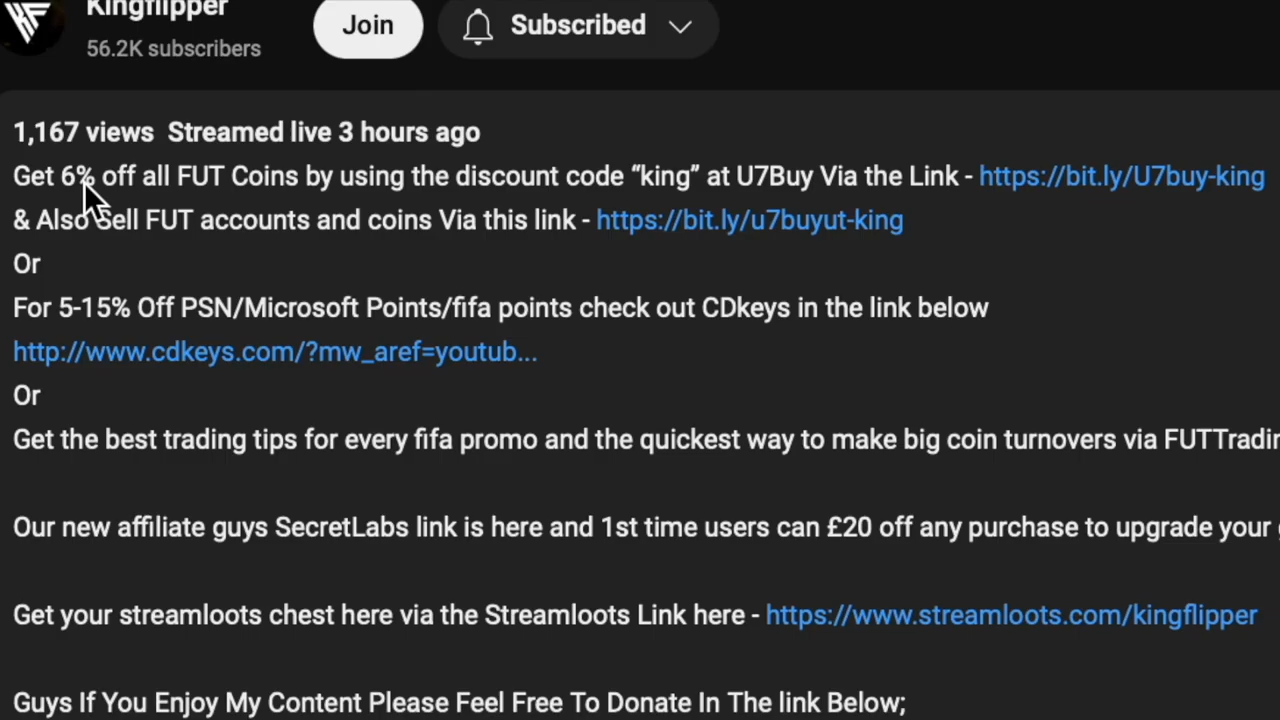 Kingflipper
56.2K subscribers
Join
Subscribed
1,167 views Streamed live 3 hours ago
Get 6% off all FUT Coins by using the discount code “king” at U7Buy Via the Link - https://bit.ly/U7buy-king
& Also Sell FUT accounts and coins Via this link - https://bit.ly/u7buyut-king
Or
For 5-15% Off PSN/Microsoft Points/fifa points check out CDkeys in the link below
http://www.cdkeys.com/?mw_aref=youtub...
Or
Get the best trading tips for every fifa promo and the quickest way to make big coin turnovers via FUTTradin
Our new affiliate guys SecretLabs link is here and 1st time users can £20 off any purchase to upgrade your
Get your streamloots chest here via the Streamloots Link here - https://www.streamloots.com/kingflipper
Guys If You Enjoy My Content Please Feel Free To Donate In The link Below;